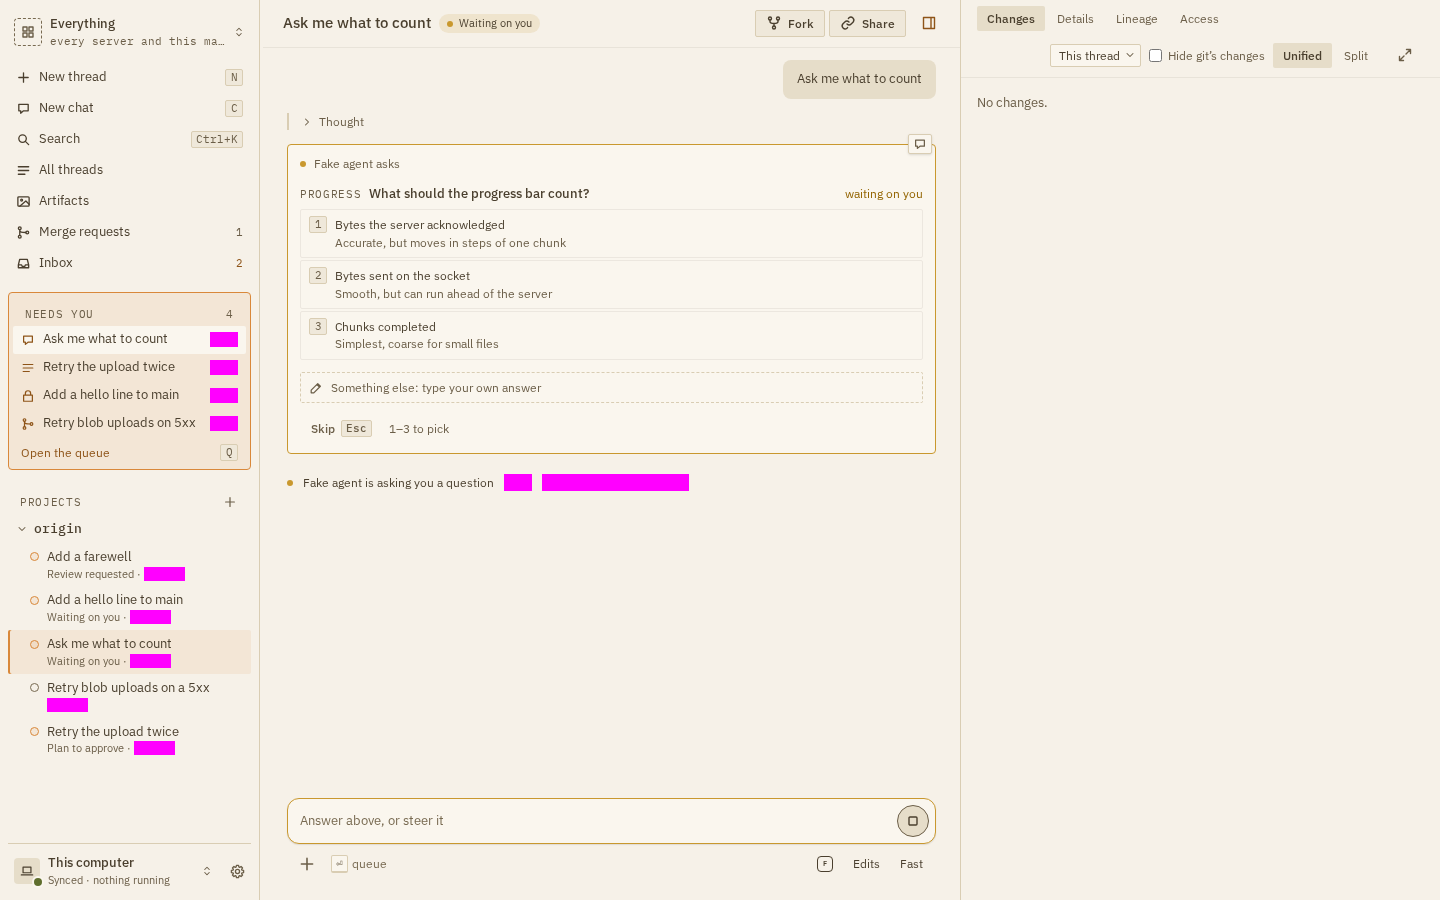 Everything
every server and this ma…
New thread N
New chat C
Search Ctrl+K
All threads
Artifacts
Merge requests 1
Inbox 2
NEEDS YOU 4
Ask me what to count
Retry the upload twice
Add a hello line to main
Retry blob uploads on 5xx
Open the queue Q
PROJECTS
origin
Add a farewell
Review requested ·
Add a hello line to main
Waiting on you ·
Ask me what to count
Waiting on you ·
Retry blob uploads on a 5xx
Retry the upload twice
Plan to approve ·
This computer
Synced · nothing running
Ask me what to count Waiting on you Fork Share
Ask me what to count
Thought
Fake agent asks
PROGRESS What should the progress bar count? waiting on you
1 Bytes the server acknowledged
Accurate, but moves in steps of one chunk
2 Bytes sent on the socket
Smooth, but can run ahead of the server
3 Chunks completed
Simplest, coarse for small files
Something else: type your own answer
Skip Esc 1–3 to pick
Fake agent is asking you a question
Answer above, or steer it
⏎ queue F Edits Fast
Changes Details Lineage Access
This thread Hide git's changes Unified Split
No changes.